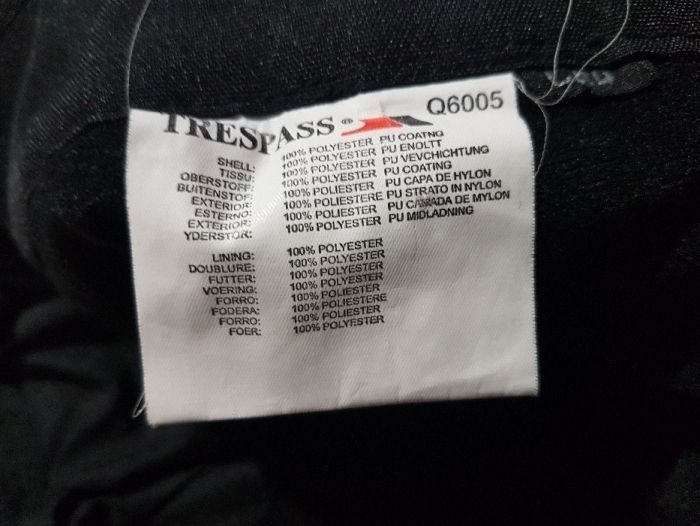 TRESPASS® Q6005
SHELL: 100% POLYESTER PU COATNG
TISSU: 100% POLYESTER PU ENOLTT
OBERSTOFF: 100% POLYESTER PU VEVCHICHTUNG
BUITENSTOF: 100% POLYESTER PU COATING
EXTERIOR: 100% POLIESTER PU CAPA DE HYLON
ESTERNO: 100% POLIESTERE PU STRATO IN NYLON
EXTERIOR: 100% POLIESTER PU CAMADA DE MYLON
YDERSTOR: 100% POLYESTER PU MIDLADNING
LINING: 100% POLYESTER
DOUBLURE: 100% POLYESTER
FUTTER: 100% POLYESTER
VOERING: 100% POLYESTER
FORRO: 100% POLIESTER
FODERA: 100% POLIESTERE
FORRO: 100% POLIESTER
FOER: 100% POLYESTER